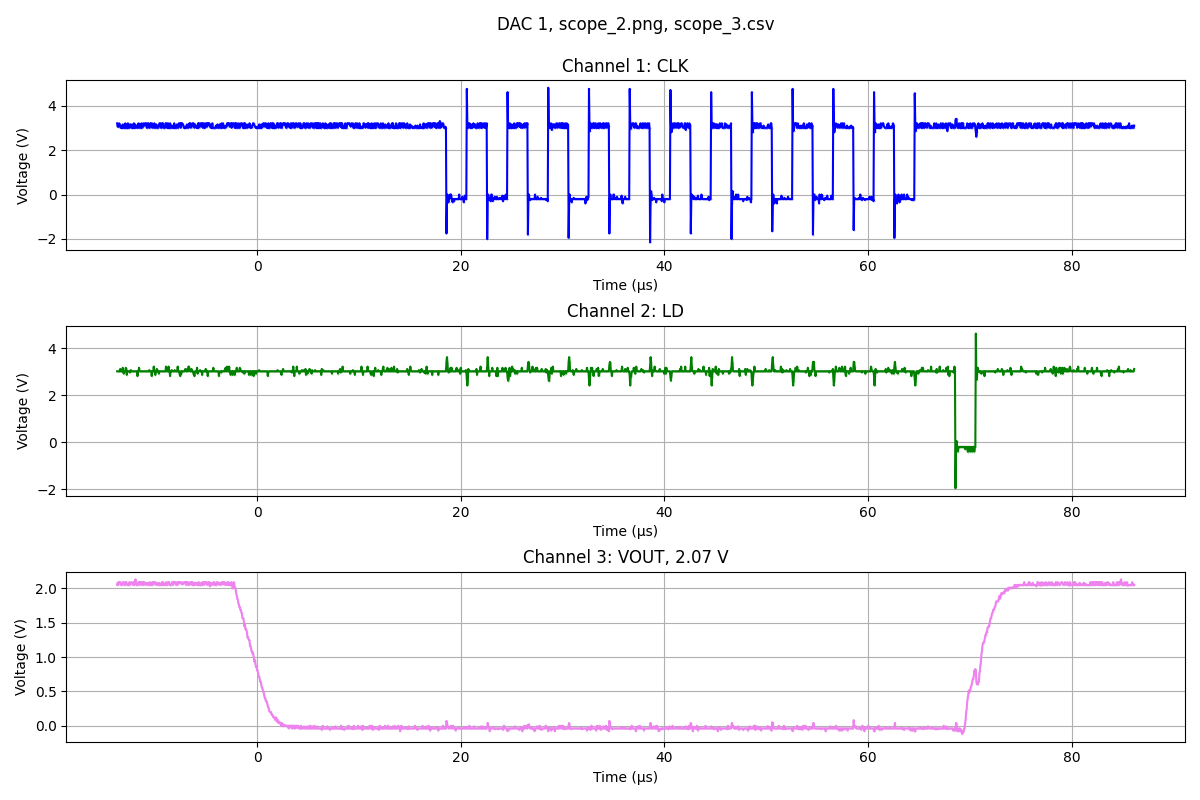 DAC 1, scope_2.png, scope_3.csv
Channel 1: CLK
Voltage (V)
4
2
0
−2
0
20
40
60
80
Time (µs)
Channel 2: LD
Voltage (V)
4
2
0
−2
0
20
40
60
80
Time (µs)
Channel 3: VOUT, 2.07 V
Voltage (V)
2.0
1.5
1.0
0.5
0.0
0
20
40
60
80
Time (µs)